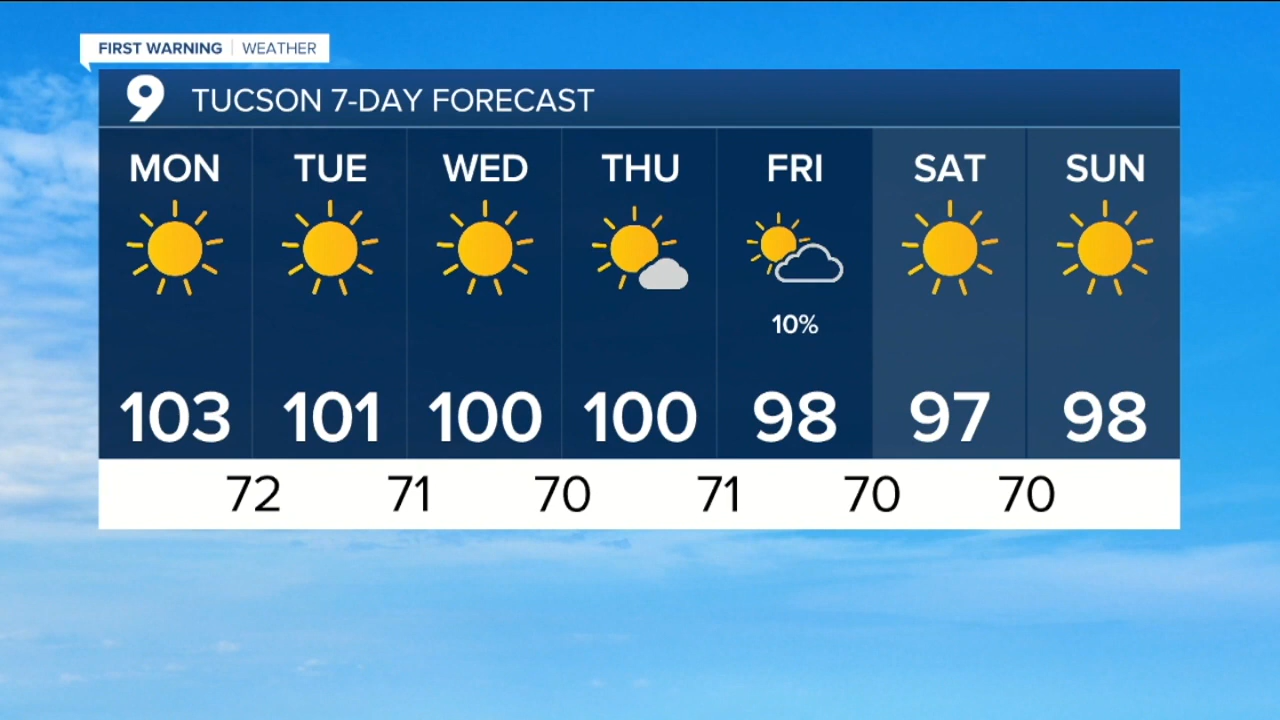 FIRST WARNING | WEATHER
9 TUCSON 7-DAY FORECAST
MON TUE WED THU FRI SAT SUN
10%
103 101 100 100 98 97 98
72 71 70 71 70 70